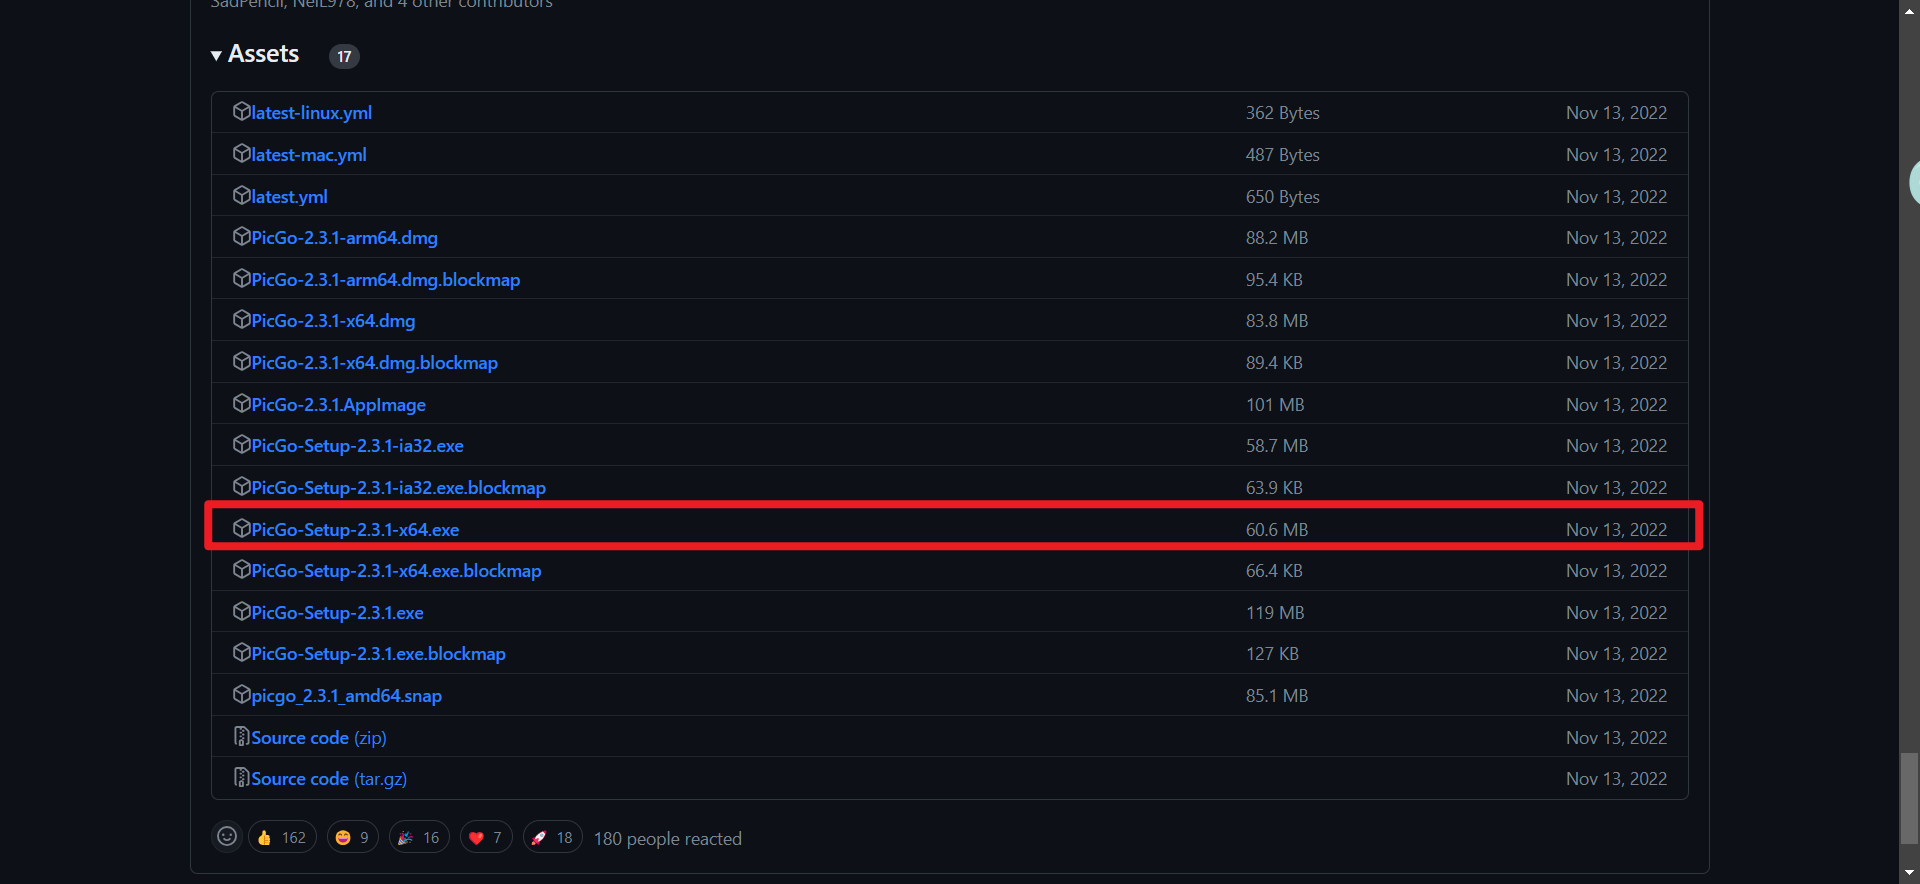 SadPencil, NeiL978, and 4 other contributors
Assets 17
latest-linux.yml 362 Bytes Nov 13, 2022
latest-mac.yml 487 Bytes Nov 13, 2022
latest.yml 650 Bytes Nov 13, 2022
PicGo-2.3.1-arm64.dmg 88.2 MB Nov 13, 2022
PicGo-2.3.1-arm64.dmg.blockmap 95.4 KB Nov 13, 2022
PicGo-2.3.1-x64.dmg 83.8 MB Nov 13, 2022
PicGo-2.3.1-x64.dmg.blockmap 89.4 KB Nov 13, 2022
PicGo-2.3.1.AppImage 101 MB Nov 13, 2022
PicGo-Setup-2.3.1-ia32.exe 58.7 MB Nov 13, 2022
PicGo-Setup-2.3.1-ia32.exe.blockmap 63.9 KB Nov 13, 2022
PicGo-Setup-2.3.1-x64.exe 60.6 MB Nov 13, 2022
PicGo-Setup-2.3.1-x64.exe.blockmap 66.4 KB Nov 13, 2022
PicGo-Setup-2.3.1.exe 119 MB Nov 13, 2022
PicGo-Setup-2.3.1.exe.blockmap 127 KB Nov 13, 2022
picgo_2.3.1_amd64.snap 85.1 MB Nov 13, 2022
Source code (zip) Nov 13, 2022
Source code (tar.gz) Nov 13, 2022
162 9 16 7 18 180 people reacted